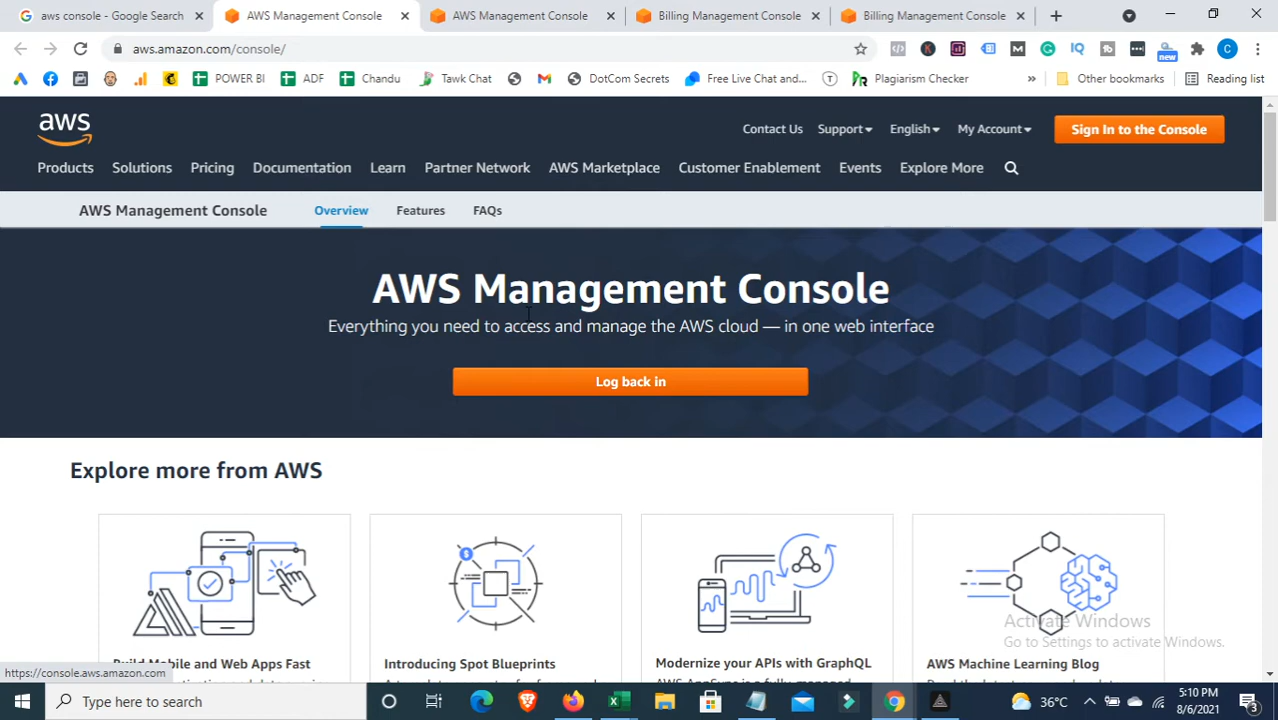 aws console - Google Search
AWS Management Console
AWS Management Console
Billing Management Console
Billing Management Console
aws.amazon.com/console/
new
C
POWER BI
ADF
Chandu
Tawk Chat
DotCom Secrets
Free Live Chat and...
Plagiarism Checker
»
Other bookmarks
Reading list
aws
Contact Us
Support
English
My Account
Sign In to the Console
Products
Solutions
Pricing
Documentation
Learn
Partner Network
AWS Marketplace
Customer Enablement
Events
Explore More
AWS Management Console
Overview
Features
FAQs
AWS Management Console
Everything you need to access and manage the AWS cloud — in one web interface
Log back in
Explore more from AWS
Build Mobile and Web Apps Fast
Introducing Spot Blueprints
Modernize your APIs with GraphQL
AWS Machine Learning Blog
AWS AppSync is a fully-managed
Activate Windows
Go to Settings to activate Windows.
https://console.aws.amazon.com
Type here to search
36°C
5:10 PM
8/6/2021
3